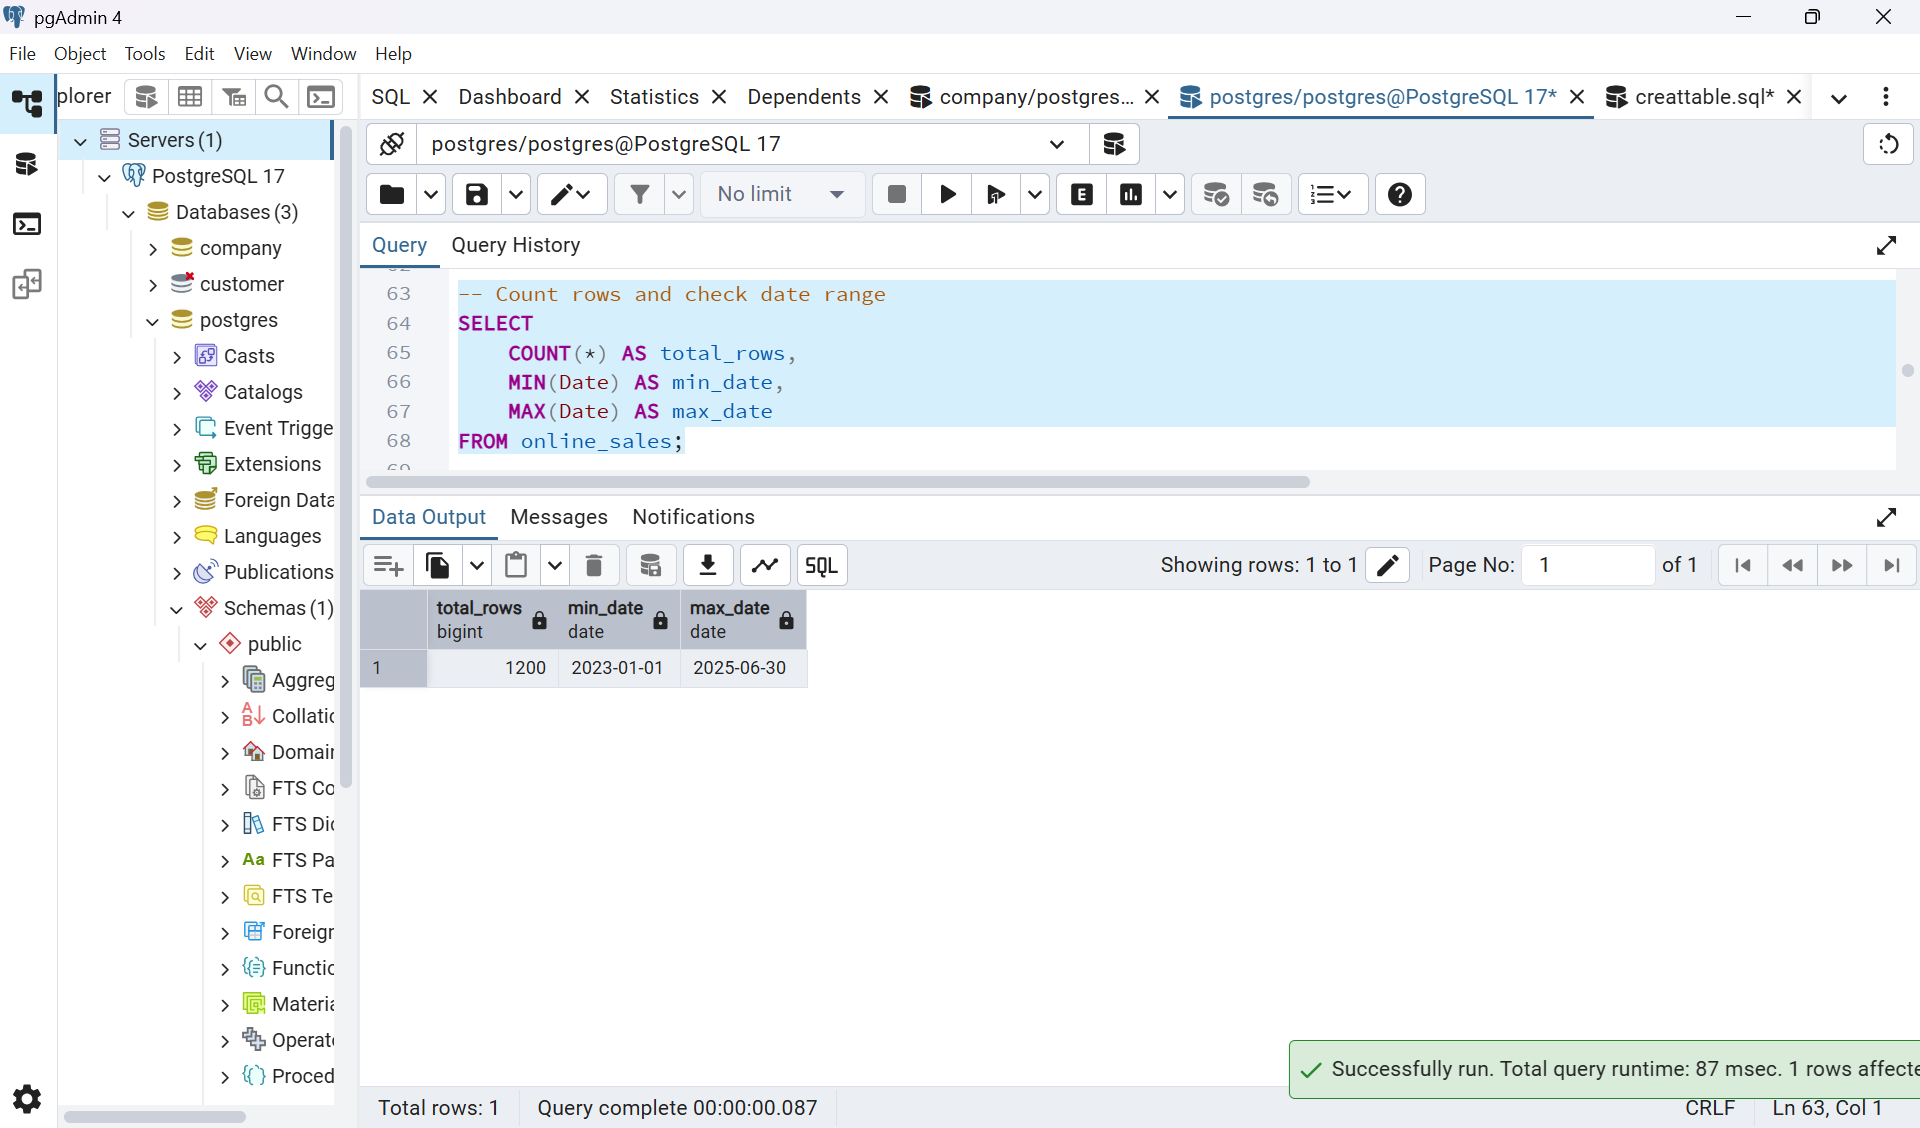 pgAdmin 4
File Object Tools Edit View Window Help
plorer
SQL Dashboard Statistics Dependents company/postgres... postgres/postgres@PostgreSQL 17* creattable.sql*
Servers (1)
PostgreSQL 17
Databases (3)
company
customer
postgres
Casts
Catalogs
Event Trigge
Extensions
Foreign Data
Languages
Publications
Schemas (1)
public
Aggreg
Collatic
Domair
FTS Co
FTS Dic
FTS Pa
FTS Te
Foreigr
Functic
Materia
Operato
Proced
postgres/postgres@PostgreSQL 17
No limit
E
Query Query History
63 -- Count rows and check date range
64 SELECT
65 COUNT(*) AS total_rows,
66 MIN(Date) AS min_date,
67 MAX(Date) AS max_date
68 FROM online_sales;
Data Output Messages Notifications
SQL Showing rows: 1 to 1 Page No: 1 of 1
total_rows min_date max_date
bigint date date
1 1200 2023-01-01 2025-06-30
Successfully run. Total query runtime: 87 msec. 1 rows affecte
Total rows: 1 Query complete 00:00:00.087 CRLF Ln 63, Col 1